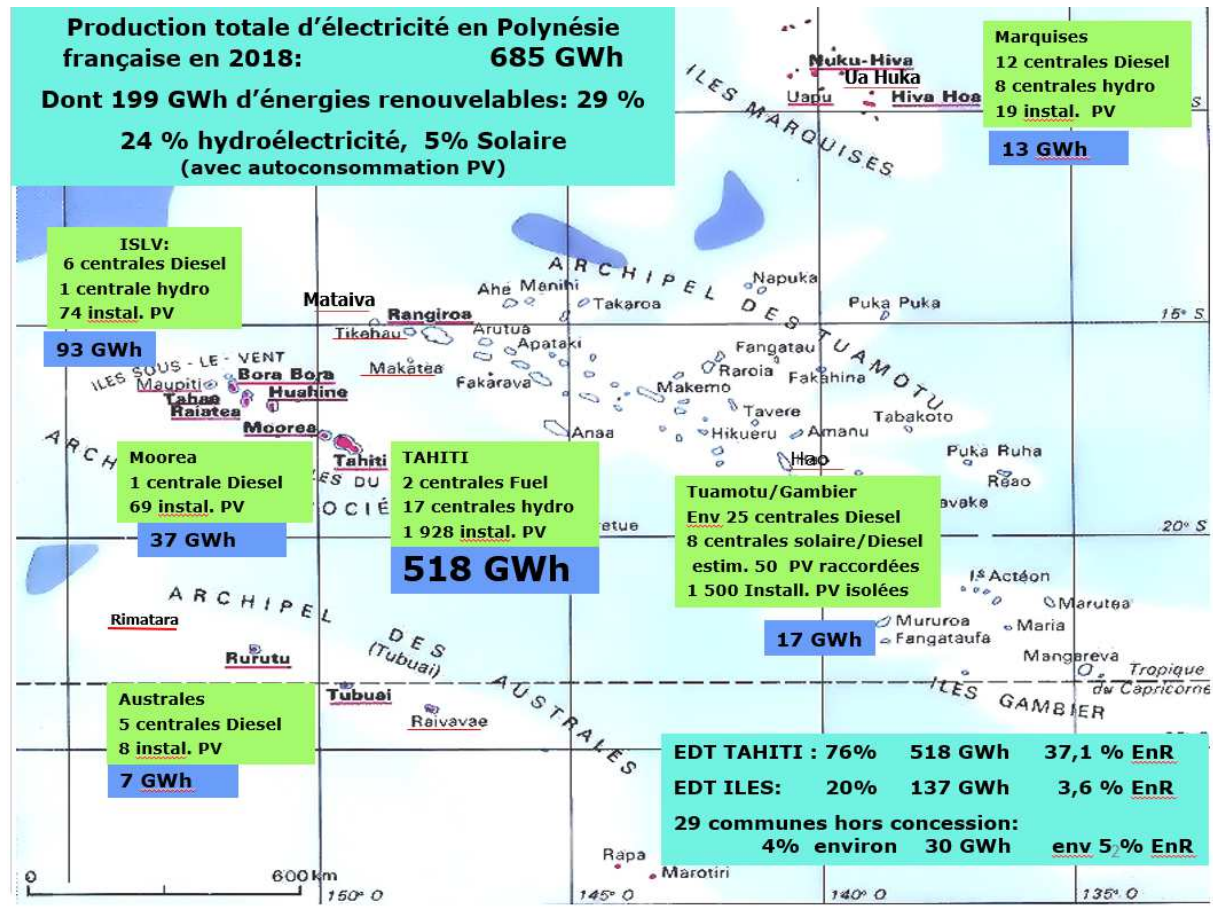 Production totale d'électricité en Polynésie
française en 2018: 685 GWh
Dont 199 GWh d'énergies renouvelables: 29 %
24 % hydroélectricité, 5% Solaire
(avec autoconsommation PV)
Marquises
12 centrales Diesel
8 centrales hydro
19 instal. PV
13 GWh
Nuku-Hiva
Ua Huka
Uapu
Hiva Hoa
S
ILES MARQUISES
ISLV:
6 centrales Diesel
1 centrale hydro
74 instal. PV
93 GWh
ARCHIPEL DES TUAMOTU
Mataiva
Rangiroa
Tikehau
Makatea
Ahe
Manihi
Takaroa
Arutua
Apataki
Fakarava
Napuka
Puka Puka
15° S
Fangatau
Raroia
Fakahina
Makemo
Tavere
Tabakoto
Anaa
Hikueru
Amanu
Hao
Puka Ruha
Reao
avake
etue
20° S
ILES SOUS-LE-VENT
Maupiti
Bora Bora
Tahaa
Huahine
Raiatea
Moorea
Tahiti
ARCH
ES DU
OCIÉ
Moorea
1 centrale Diesel
69 instal. PV
37 GWh
TAHITI
2 centrales Fuel
17 centrales hydro
1 928 instal. PV
518 GWh
Tuamotu/Gambier
Env 25 centrales Diesel
8 centrales solaire/Diesel
estim. 50 PV raccordées
1 500 Install. PV isolées
17 GWh
Is Actéon
Marutea
Mururoa
Maria
Fangataufa
Mangareva
Tropique
du Capricorne
ILES GAMBIER
ARCHIPEL DES AUSTRALES
(Tubuai)
Rimatara
Rurutu
Tubuai
Raivavae
Australes
5 centrales Diesel
8 instal. PV
7 GWh
EDT TAHITI : 76% 518 GWh 37,1 % EnR
EDT ILES: 20% 137 GWh 3,6 % EnR
29 communes hors concession:
4% environ 30 GWh env 5 % EnR
2
Rapa
Marotiri
0 600 km
150° O
145° O
140° O
135° O